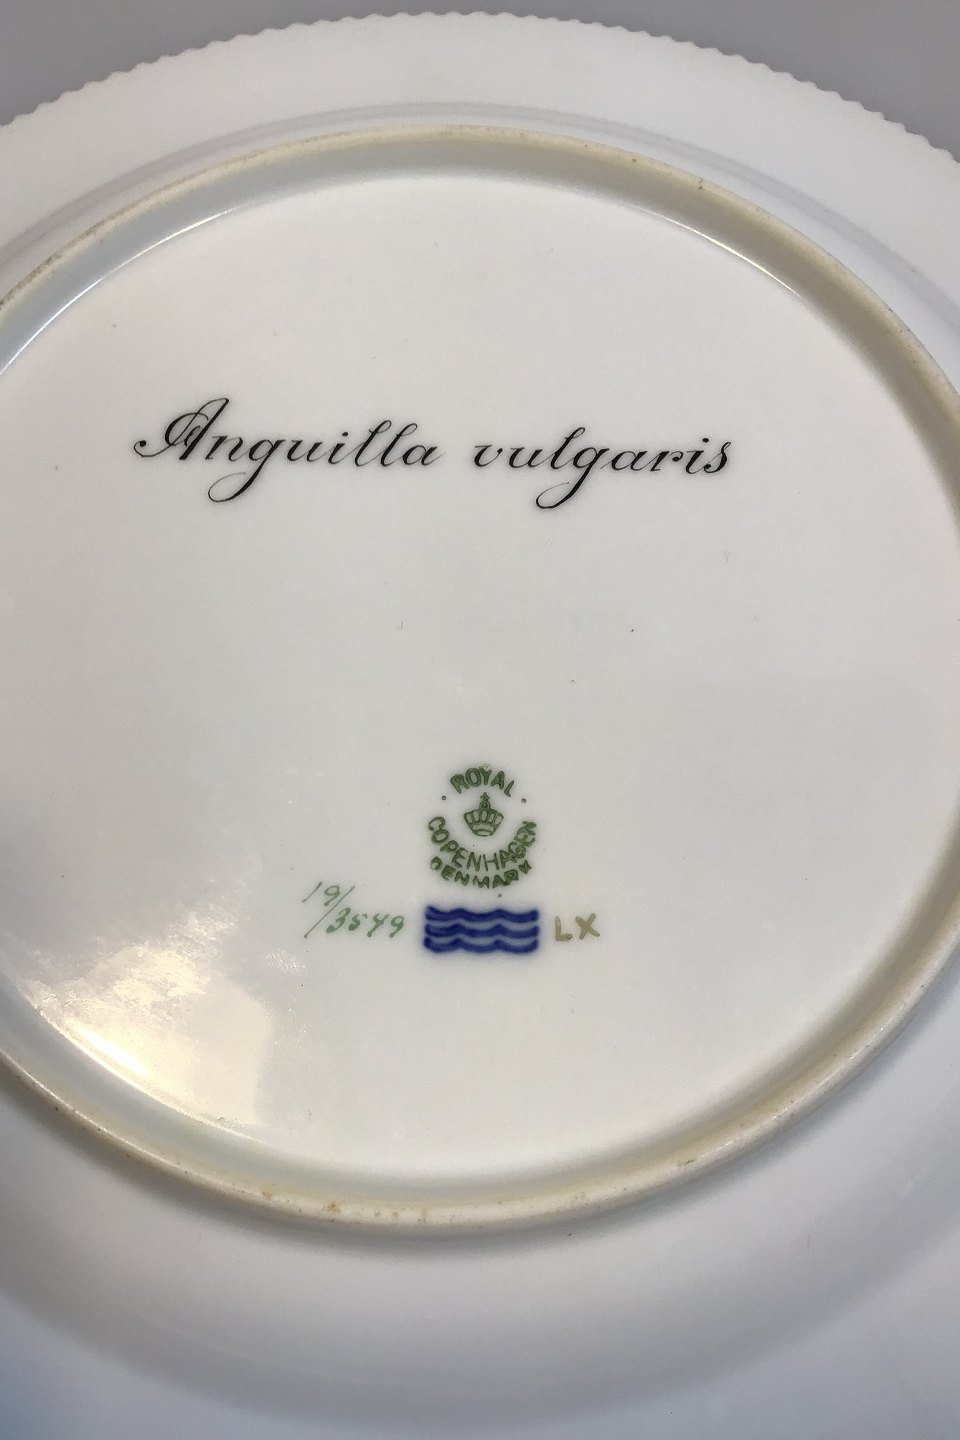 Anguilla vulgaris
ROYAL
COPENHAGEN
DENMARK
19/3549 LX